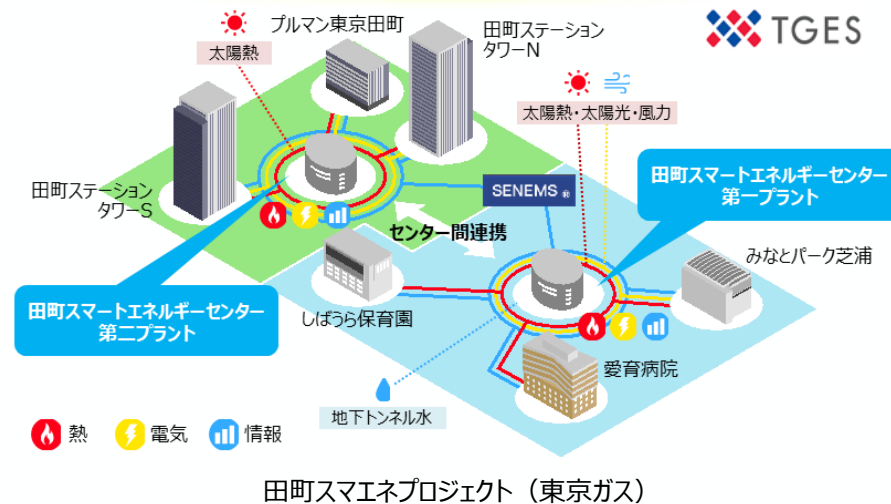 プルマン東京田町
田町ステーション
タワーN
TGES
太陽熱
太陽熱・太陽光・風力
田町ステーション
タワーS
SENEMS ®
田町スマートエネルギーセンター
第一プラント
センター間連携
みなとパーク芝浦
田町スマートエネルギーセンター
第二プラント
しばうら保育園
愛育病院
地下トンネル水
熱 電気 情報
田町スマエネプロジェクト（東京ガス）